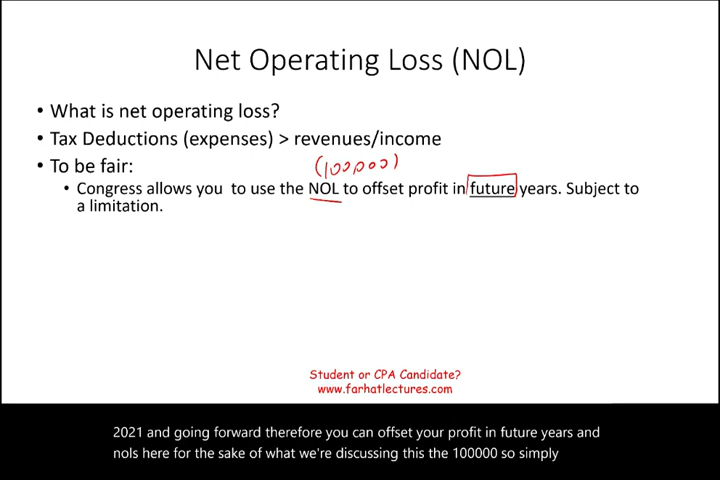 Net Operating Loss (NOL)
• What is net operating loss?
• Tax Deductions (expenses) > revenues/income
• To be fair:
(100,000)
• Congress allows you to use the NOL to offset profit in future years. Subject to
a limitation.
Student or CPA Candidate?
www.farhatlectures.com
2021 and going forward therefore you can offset your profit in future years and
nols here for the sake of what we're discussing this the 100000 so simply